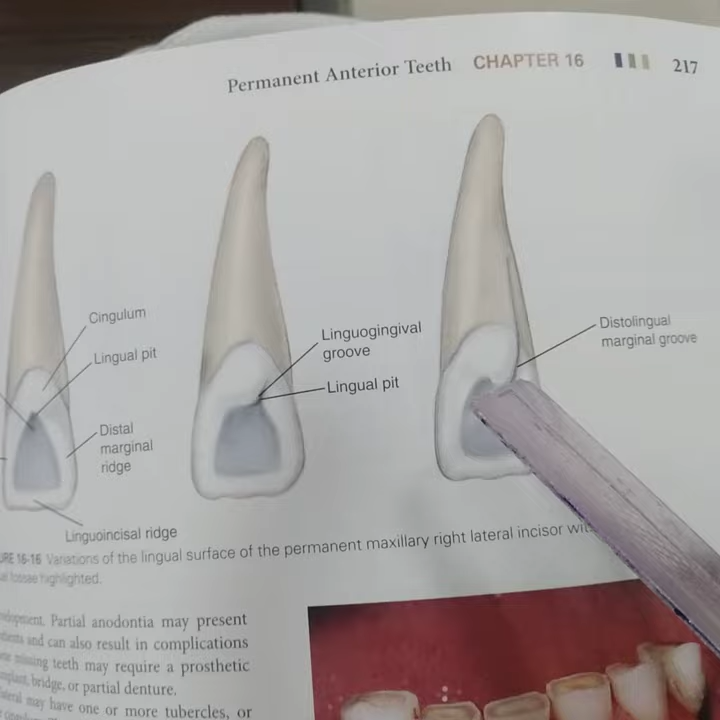 Permanent Anterior Teeth CHAPTER 16 217
Cingulum
Lingual pit
Distal
marginal
ridge
Linguoincisal ridge
Linguogingival
groove
Lingual pit
Distolingual
marginal groove
16-16 Variations of the lingual surface of the permanent maxillary right lateral incisor
fossae highlighted.
Partial anodontia may present
and can also result in complications
missing teeth may require a prosthetic
bridge, or partial denture.
may have one or more tubercles, or